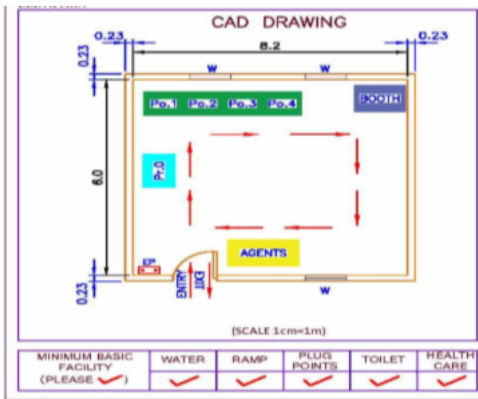 CAD DRAWING
0.23
8.2
0.23
0.23
W
W
Po.1 Po.2 Po.3 Po.4
BOOTH
6.0
Pr.O
EP
AGENTS
0.23
ENTRY
EXIT
W
(SCALE 1cm=1m)
MINIMUM BASIC
FACILITY
(PLEASE ✓)
WATER
RAMP
PLUG
POINTS
TOILET
HEALTH
CARE